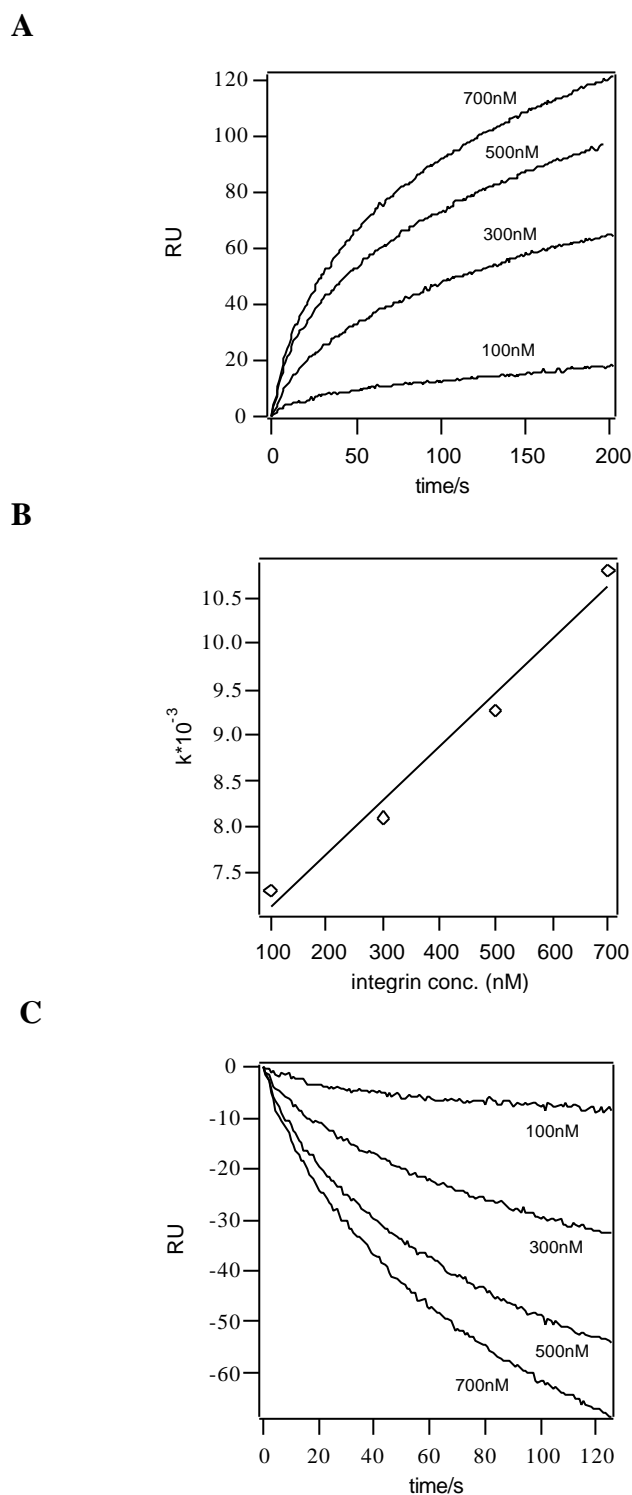 A
120
100
80
60
40
20
0
RU
700nM
500nM
300nM
100nM
0 50 100 150 200
time/s
B
10.5
10.0
9.5
9.0
8.5
8.0
7.5
k*10⁻³
100 200 300 400 500 600 700
integrin conc. (nM)
C
0
-10
-20
-30
-40
-50
-60
RU
100nM
300nM
500nM
700nM
0 20 40 60 80 100 120
time/s